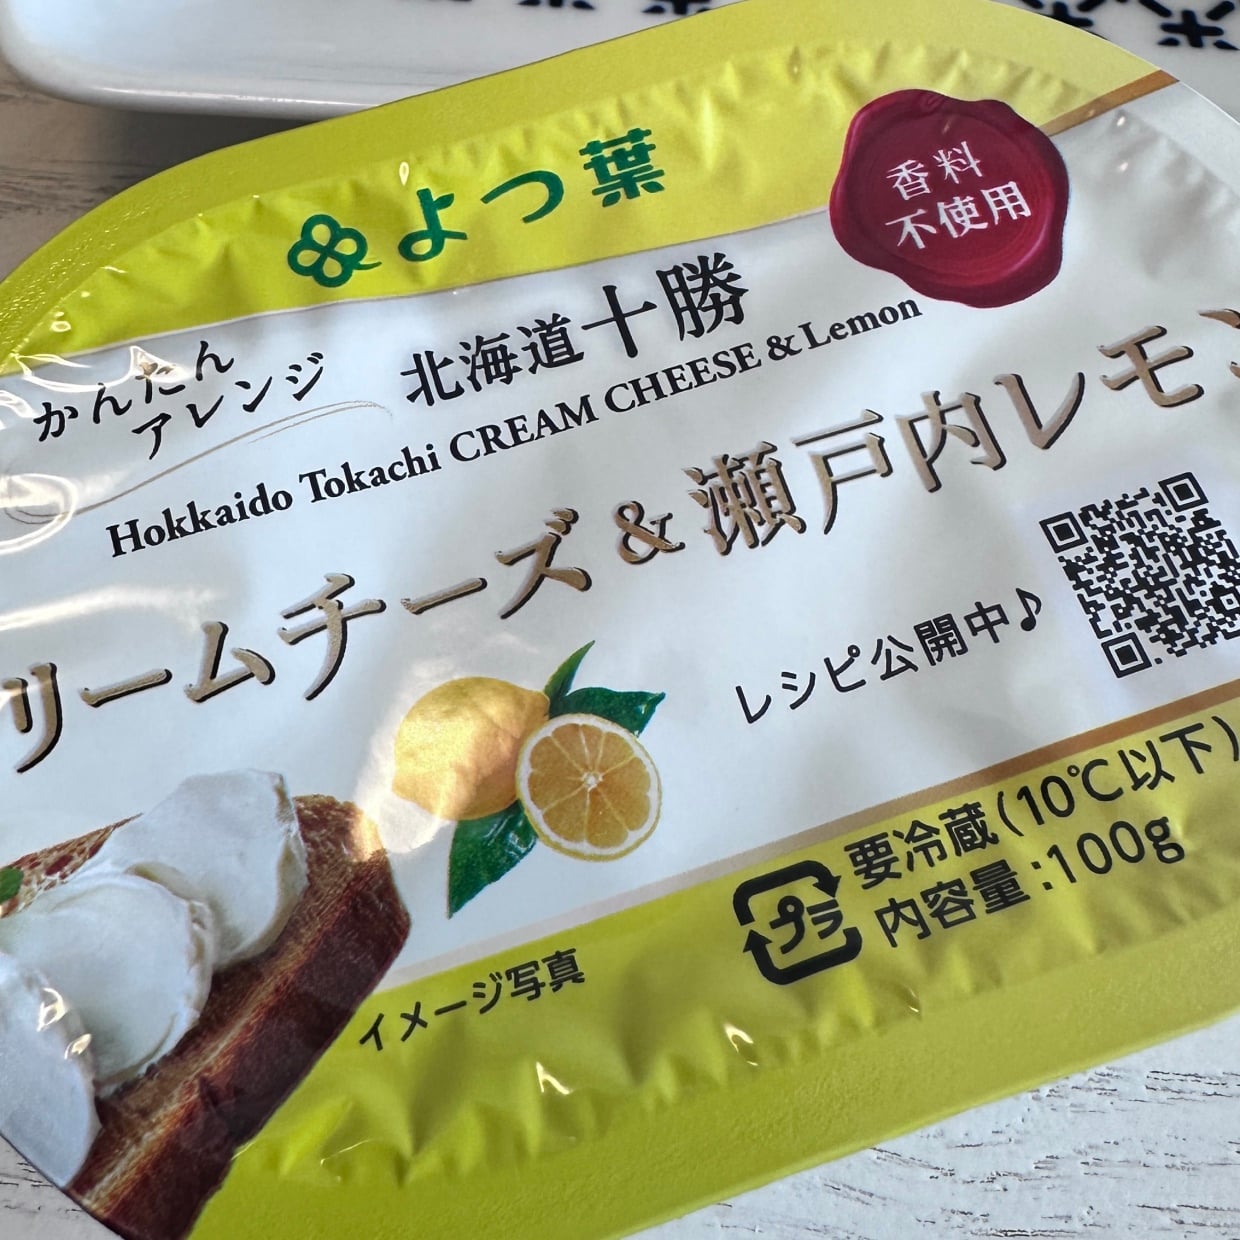 よつ葉
香料
不使用
かんたん
アレンジ
北海道十勝
Hokkaido Tokachi CREAM CHEESE & Lemon
リームチーズ&瀬戸内レモン
レシピ公開中♪
プラ
要冷蔵(10℃以下)
内容量:100g
イメージ写真